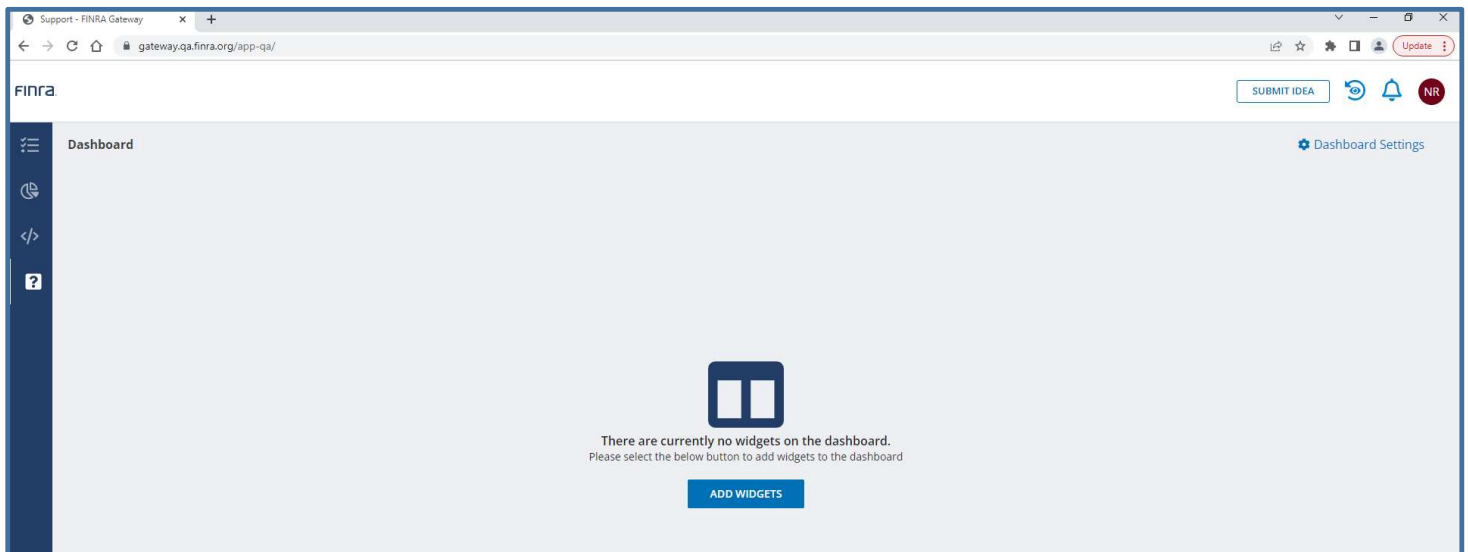 Support - FINRA Gateway
gateway.qa.finra.org/app-qa/
Update
FINRA
SUBMIT IDEA
NR
Dashboard
Dashboard Settings
There are currently no widgets on the dashboard.
Please select the below button to add widgets to the dashboard
ADD WIDGETS